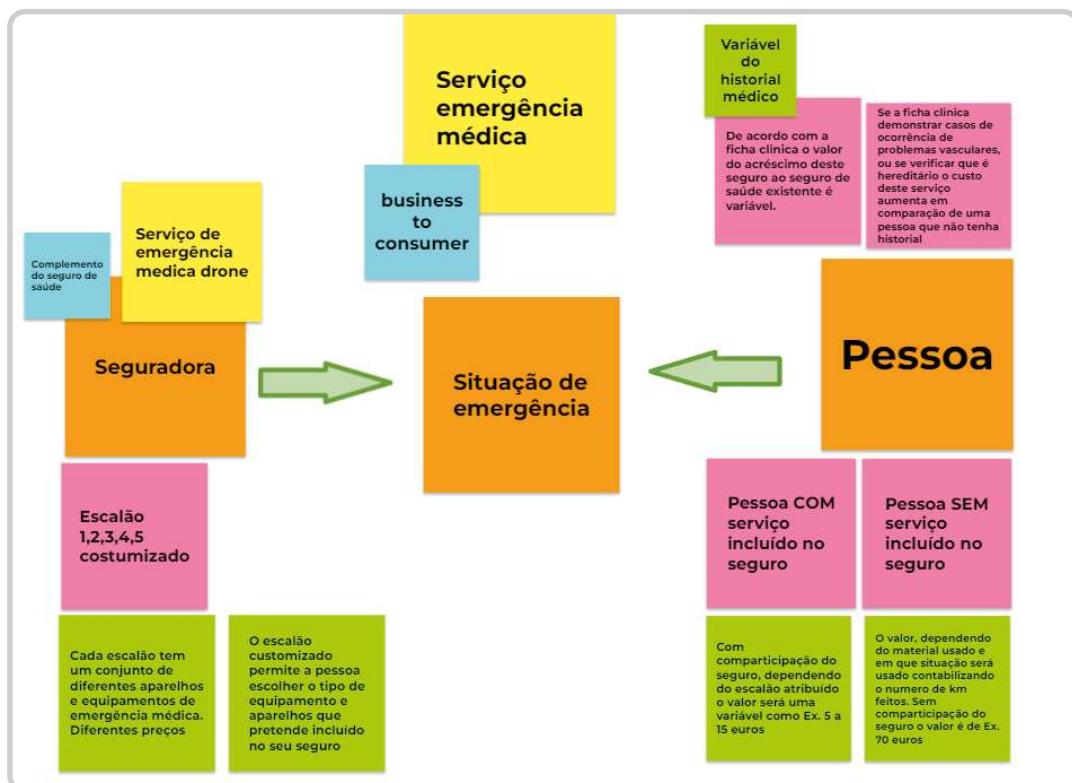 Serviço
emergência
médica
business
to
consumer
Serviço de
emergência
medica drone
Complemento
do seguro de
saúde
Seguradora
Situação de
emergência
Variável
do
historial
médico
De acordo com a
ficha clinica o valor
do acréscimo deste
seguro ao seguro de
saúde existente é
variável.
Se a ficha clinica
demonstrar casos de
ocorrência de
problemas vasculares,
ou se verificar que é
hereditário o custo
deste serviço
aumenta em
comparação de uma
pessoa que não tenha
historial
Pessoa
Escalão
1,2,3,4,5
costumizado
Cada escalão tem
um conjunto de
diferentes aparelhos
e equipamentos de
emergência médica.
Diferentes preços
O escalão
customizado
permite a pessoa
escolher o tipo de
equipamento e
aparelhos que
pretende incluído
no seu seguro
Pessoa COM
serviço
incluído no
seguro
Pessoa SEM
serviço
incluído no
seguro
Com
comparticipação do
seguro, dependendo
do escalão atribuído
o valor será uma
variável como Ex. 5 a
15 euros
O valor, dependendo
do material usado e
em que situação será
usado contabilizando
o numero de km
feitos. Sem
comparticipação do
seguro o valor é de Ex.
70 euros